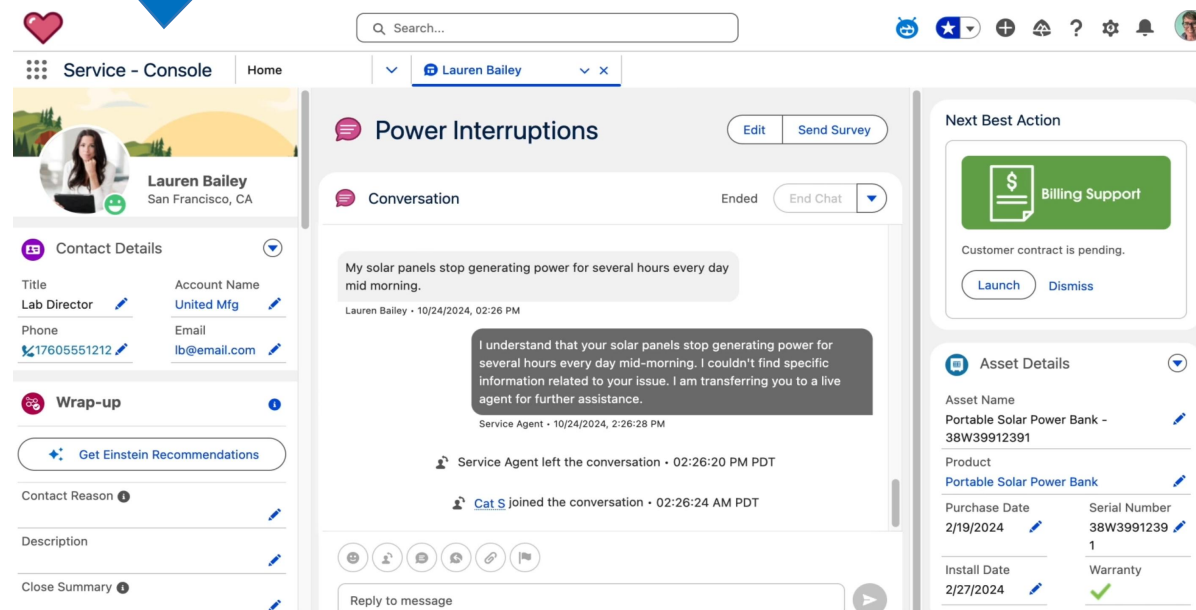 Search...
Service - Console
Home
Lauren Bailey
Lauren Bailey
San Francisco, CA
Contact Details
Title
Account Name
Lab Director
United Mfg
Phone
Email
17605551212
lb@email.com
Wrap-up
Get Einstein Recommendations
Contact Reason
Description
Close Summary
Power Interruptions
Edit
Send Survey
Conversation
Ended
End Chat
My solar panels stop generating power for several hours every day
mid morning.
Lauren Bailey • 10/24/2024, 02:26 PM
I understand that your solar panels stop generating power for
several hours every day mid-morning. I couldn't find specific
information related to your issue. I am transferring you to a live
agent for further assistance.
Service Agent • 10/24/2024, 2:26:28 PM
Service Agent left the conversation • 02:26:20 PM PDT
Cat S joined the conversation • 02:26:24 AM PDT
Reply to message
Next Best Action
$
Billing Support
Customer contract is pending.
Launch
Dismiss
Asset Details
Asset Name
Portable Solar Power Bank -
38W39912391
Product
Portable Solar Power Bank
Purchase Date
Serial Number
2/19/2024
38W3991239
1
Install Date
Warranty
2/27/2024